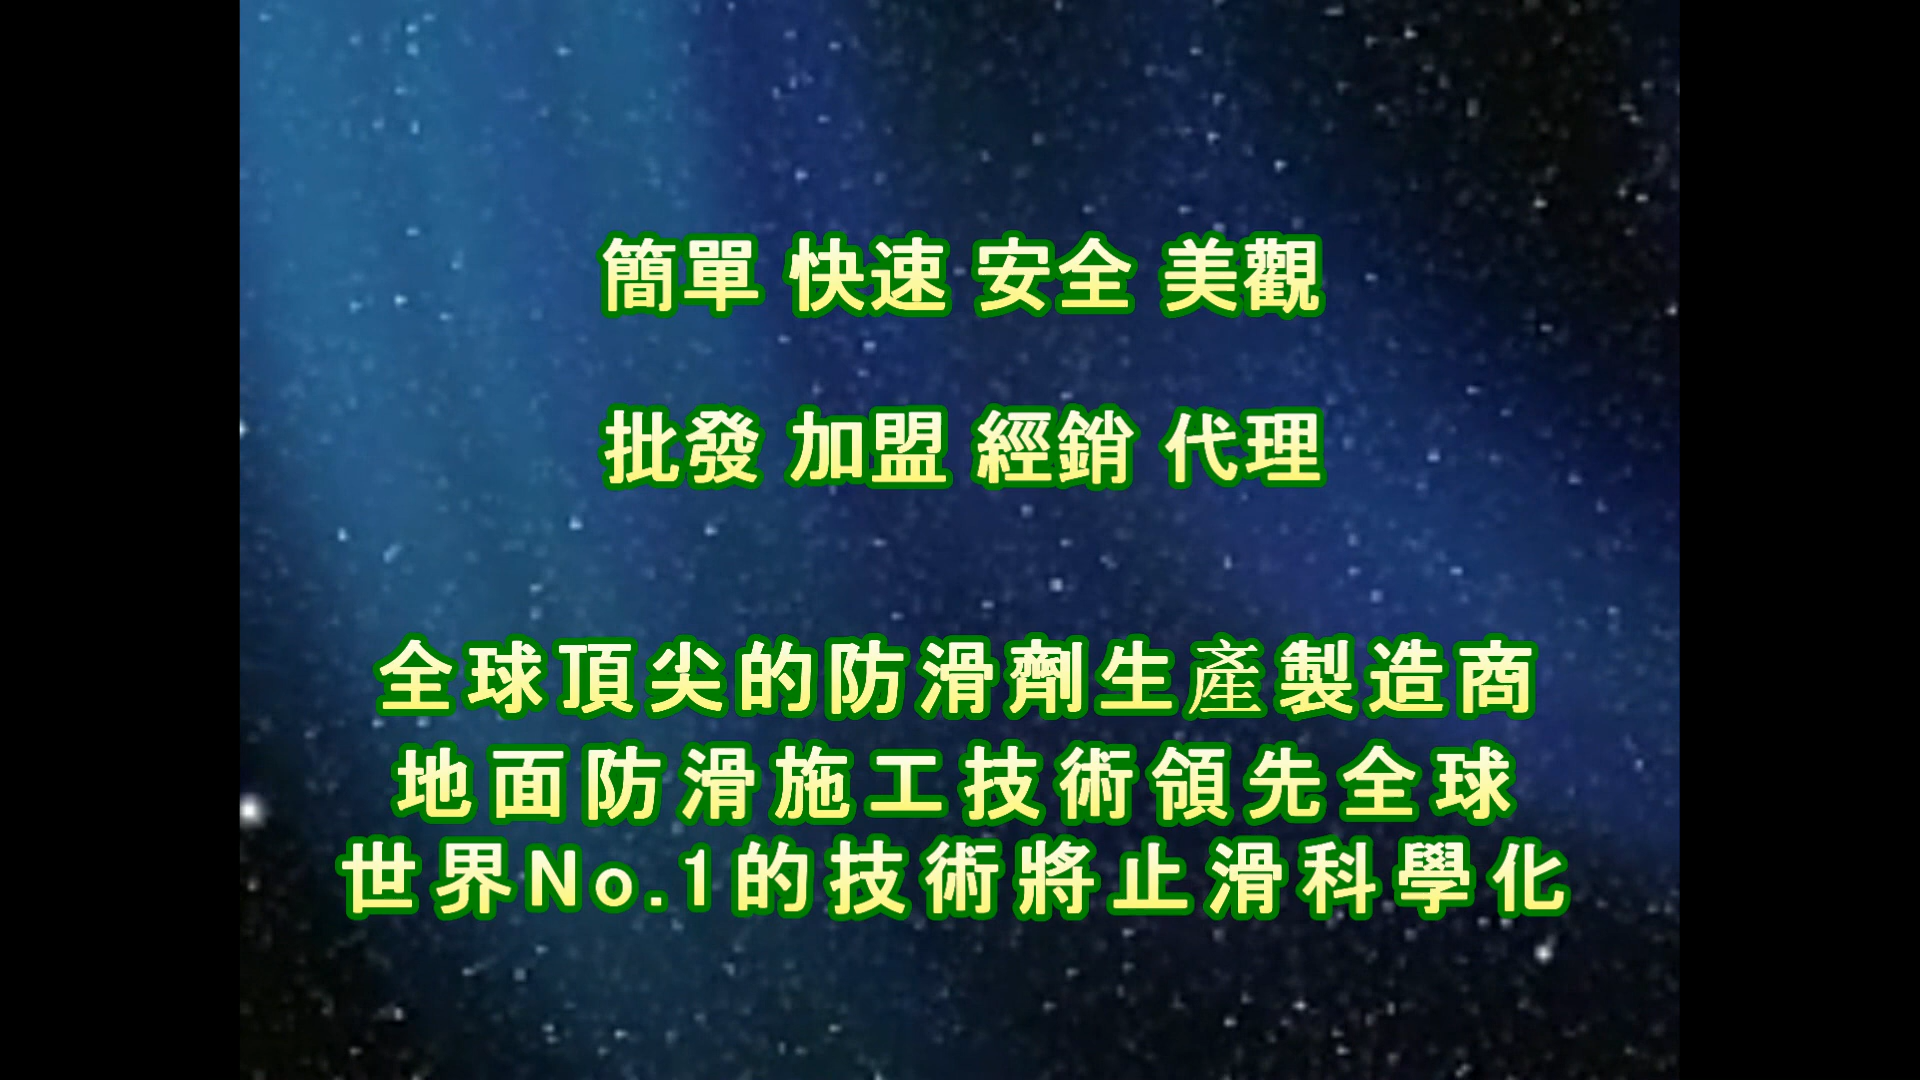 簡單 快速 安全 美觀
批發 加盟 經銷 代理
全球頂尖的防滑劑生產製造商
地面防滑施工技術領先全球
世界No.1的技術將止滑科學化